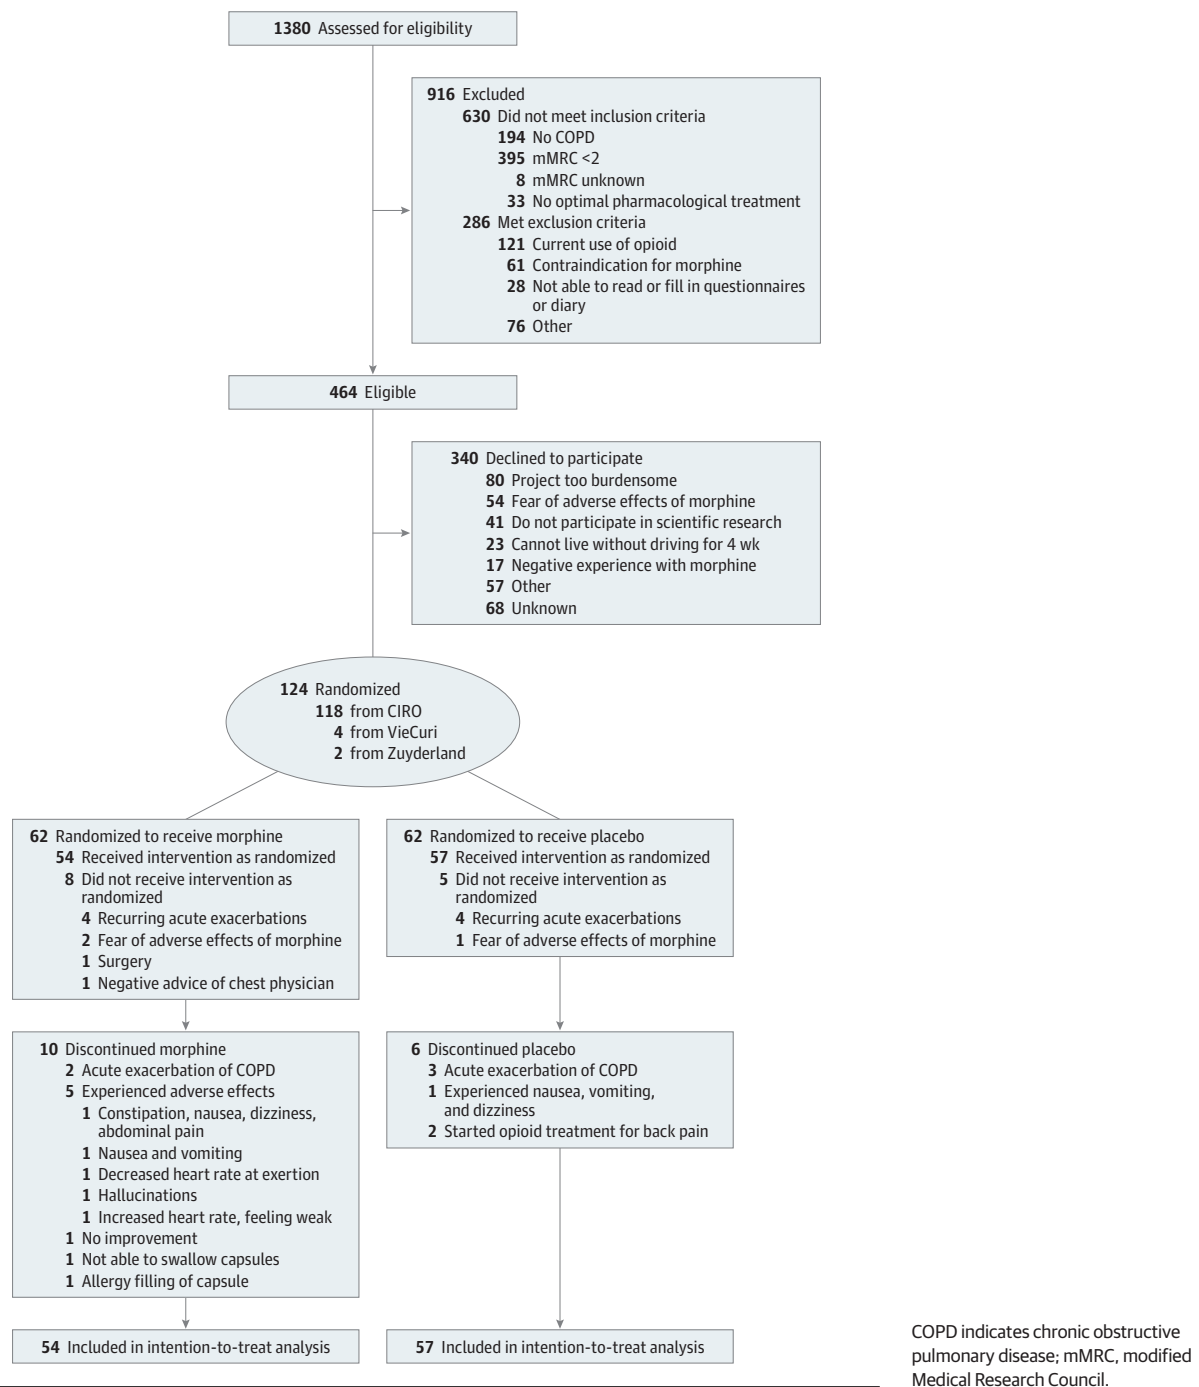 1380 Assessed for eligibility
916 Excluded
630 Did not meet inclusion criteria
194 No COPD
395 mMRC <2
8 mMRC unknown
33 No optimal pharmacological treatment
286 Met exclusion criteria
121 Current use of opioid
61 Contraindication for morphine
28 Not able to read or fill in questionnaires
or diary
76 Other
464 Eligible
340 Declined to participate
80 Project too burdensome
54 Fear of adverse effects of morphine
41 Do not participate in scientific research
23 Cannot live without driving for 4 wk
17 Negative experience with morphine
57 Other
68 Unknown
124 Randomized
118 from CIRO
4 from VieCuri
2 from Zuyderland
62 Randomized to receive morphine
54 Received intervention as randomized
8 Did not receive intervention as
randomized
4 Recurring acute exacerbations
2 Fear of adverse effects of morphine
1 Surgery
1 Negative advice of chest physician
62 Randomized to receive placebo
57 Received intervention as randomized
5 Did not receive intervention as
randomized
4 Recurring acute exacerbations
1 Fear of adverse effects of morphine
10 Discontinued morphine
2 Acute exacerbation of COPD
5 Experienced adverse effects
1 Constipation, nausea, dizziness,
abdominal pain
1 Nausea and vomiting
1 Decreased heart rate at exertion
1 Hallucinations
1 Increased heart rate, feeling weak
1 No improvement
1 Not able to swallow capsules
1 Allergy filling of capsule
6 Discontinued placebo
3 Acute exacerbation of COPD
1 Experienced nausea, vomiting,
and dizziness
2 Started opioid treatment for back pain
54 Included in intention-to-treat analysis
57 Included in intention-to-treat analysis
COPD indicates chronic obstructive
pulmonary disease; mMRC, modified
Medical Research Council.